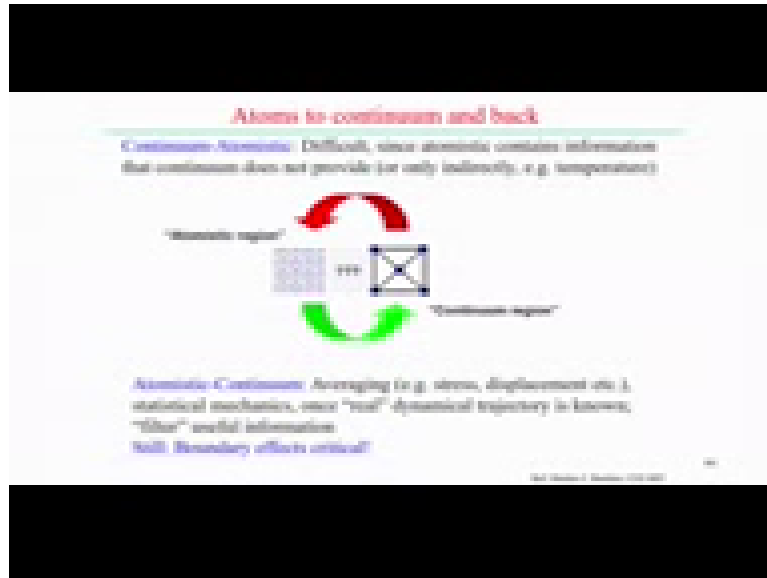 Atoms to continuum and back
Continuum-Atomistic: Difficult, since atomistic contains information
that continuum does not provide (or only indirectly, e.g. temperature)
"Atomistic region"
"Continuum region"
Atomistic-Continuum: Averaging (e.g. stress, displacement etc.),
statistical mechanics, once "real" dynamical trajectory is known;
"filter" useful information
Still: Boundary effects critical!